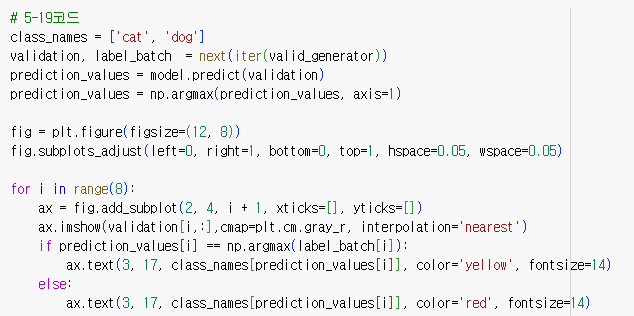 # 5-19코드
class_names = ['cat', 'dog']
validation, label_batch  = next(iter(valid_generator))
prediction_values = model.predict(validation)
prediction_values = np.argmax(prediction_values, axis=1)

fig = plt.figure(figsize=(12, 8))
fig.subplots_adjust(left=0, right=1, bottom=0, top=1, hspace=0.05, wspace=0.05)

for i in range(8):
    ax = fig.add_subplot(2, 4, i + 1, xticks=[], yticks=[])
    ax.imshow(validation[i,:],cmap=plt.cm.gray_r, interpolation='nearest')
    if prediction_values[i] == np.argmax(label_batch[i]):
        ax.text(3, 17, class_names[prediction_values[i]], color='yellow', fontsize=14)
    else:
        ax.text(3, 17, class_names[prediction_values[i]], color='red', fontsize=14)